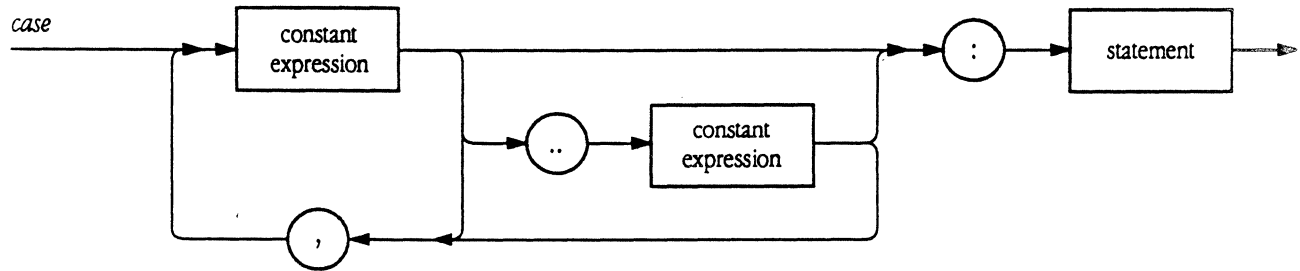 case
constant
expression
:
statement
..
constant
expression
,